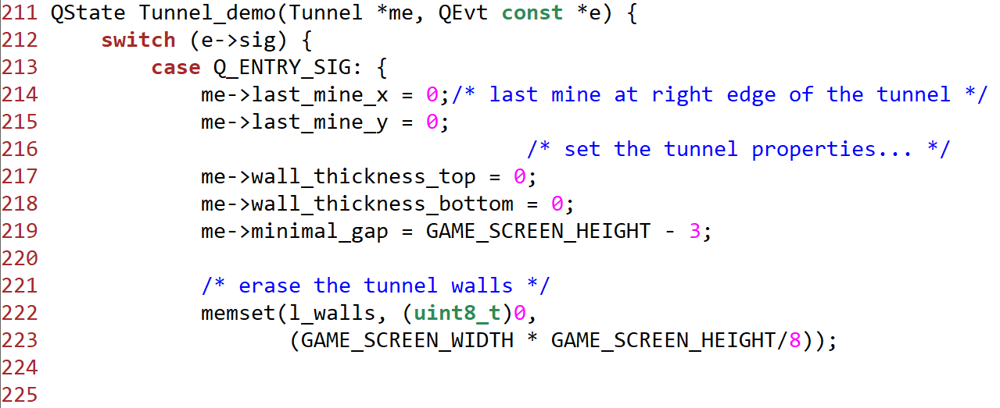 211 QState Tunnel_demo(Tunnel *me, QEvt const *e) {
212     switch (e->sig) {
213         case Q_ENTRY_SIG: {
214             me->last_mine_x = 0;/* last mine at right edge of the tunnel */
215             me->last_mine_y = 0;
216                                       /* set the tunnel properties... */
217             me->wall_thickness_top = 0;
218             me->wall_thickness_bottom = 0;
219             me->minimal_gap = GAME_SCREEN_HEIGHT - 3;
220
221             /* erase the tunnel walls */
222             memset(l_walls, (uint8_t)0,
223                    (GAME_SCREEN_WIDTH * GAME_SCREEN_HEIGHT/8));
224
225